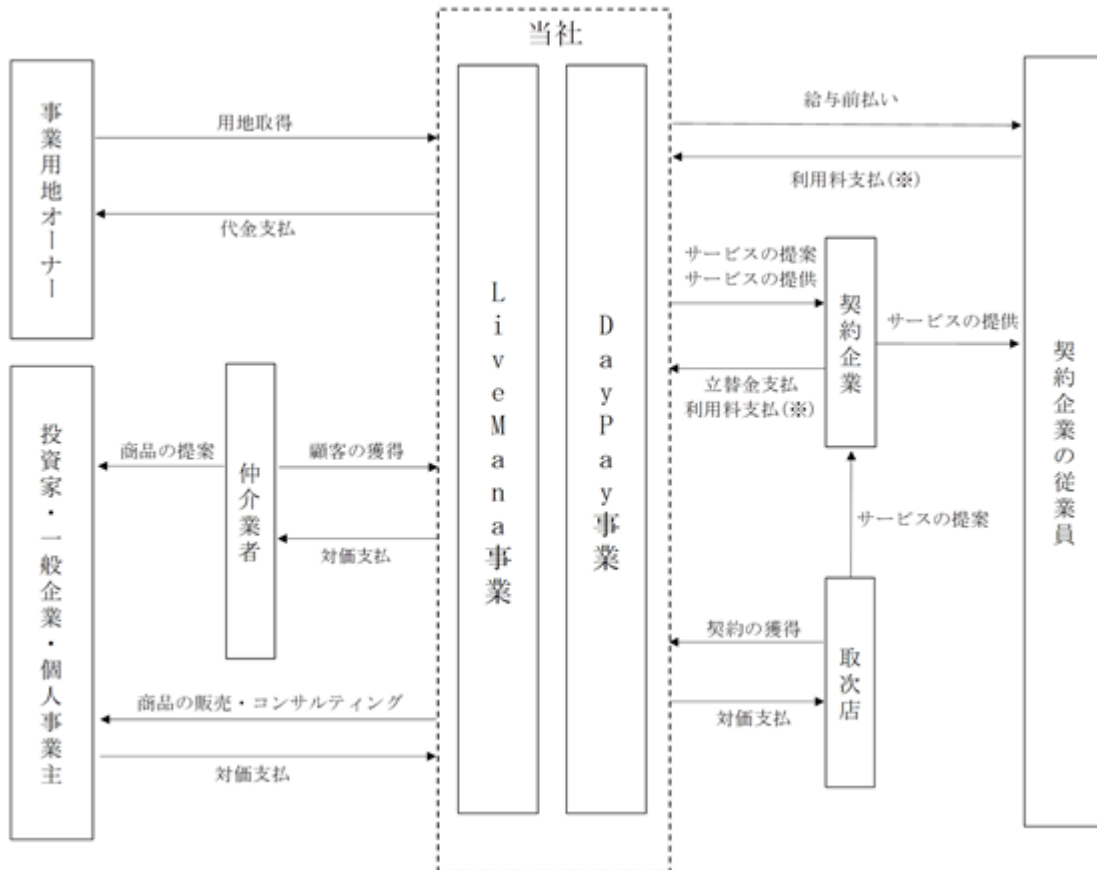 当社
事業用地オーナー
用地取得
代金支払
LiveMana事業
DayPay事業
給与前払い
利用料支払(※)
サービスの提案
サービスの提供
契約企業
サービスの提供
立替金支払
利用料支払(※)
契約企業の従業員
投資家・一般企業・個人事業主
商品の提案
仲介業者
顧客の獲得
対価支払
サービスの提案
契約の獲得
取次店
対価支払
商品の販売・コンサルティング
対価支払